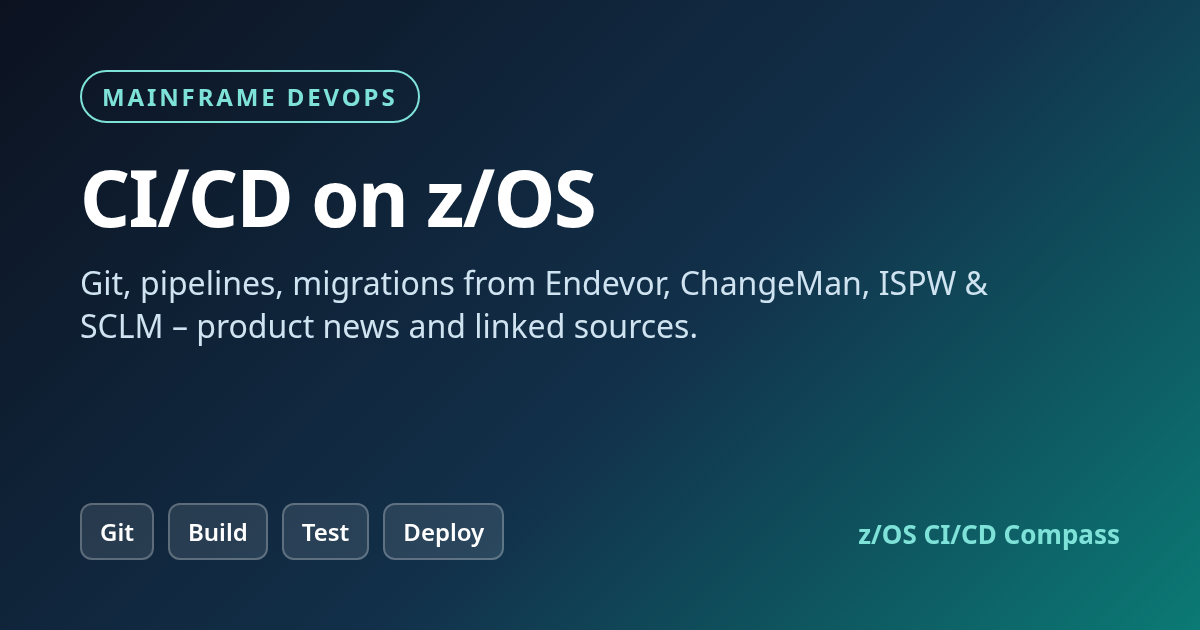 MAINFRAME DEVOPS
CI/CD on z/OS
Git, pipelines, migrations from Endevor, ChangeMan, ISPW &
SCLM – product news and linked sources.
Git
Build
Test
Deploy
z/OS CI/CD Compass